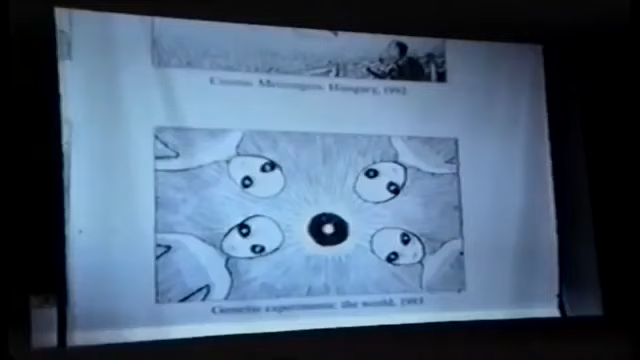 Cosmic Messengers, Hungary, 1992
Genetic experiments: the world, 1983